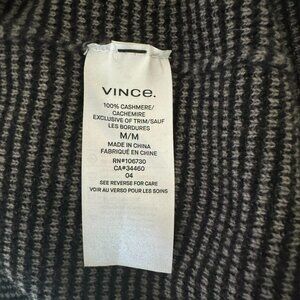 VINCE.
100% CASHMERE/
CACHEMIRE
EXCLUSIVE OF TRIM/SAUF
LES BORDURES
M/M
MADE IN CHINA
FABRIQUÉ EN CHINE
RN#106730
CA#34460
04
SEE REVERSE FOR CARE
VOIR AU VERSO POUR LES SOINS